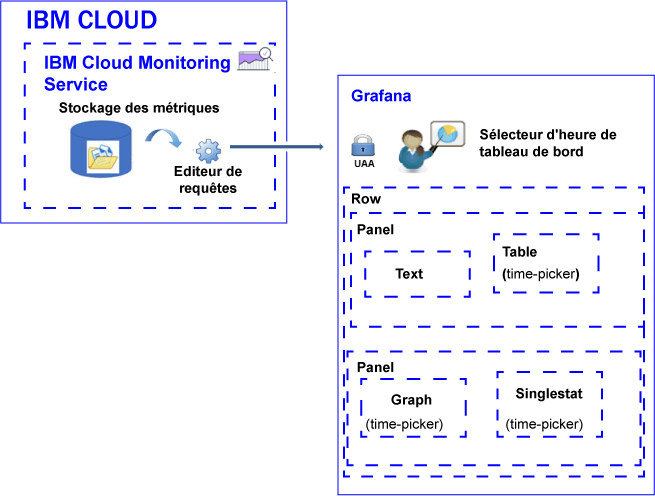 IBM CLOUD
IBM Cloud Monitoring
Service
Stockage des métriques
Editeur de
requêtes
Grafana
UAA
Sélecteur d'heure de
tableau de bord
Row
Panel
Text
Table
(time-picker)
Panel
Graph
(time-picker)
Singlestat
(time-picker)